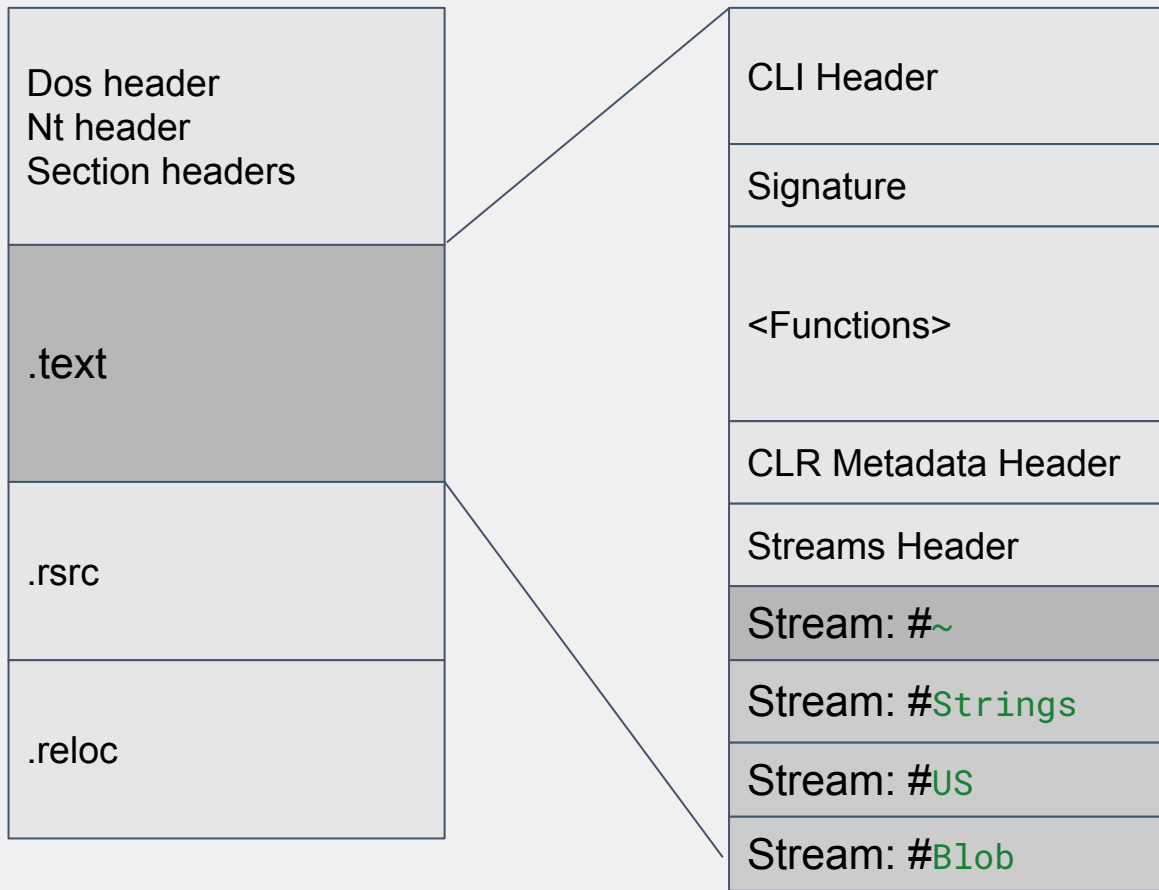 Dos header
Nt header
Section headers
.text
.rsrc
.reloc
CLI Header
Signature
<Functions>
CLR Metadata Header
Streams Header
Stream: #~
Stream: #Strings
Stream: #US
Stream: #Blob